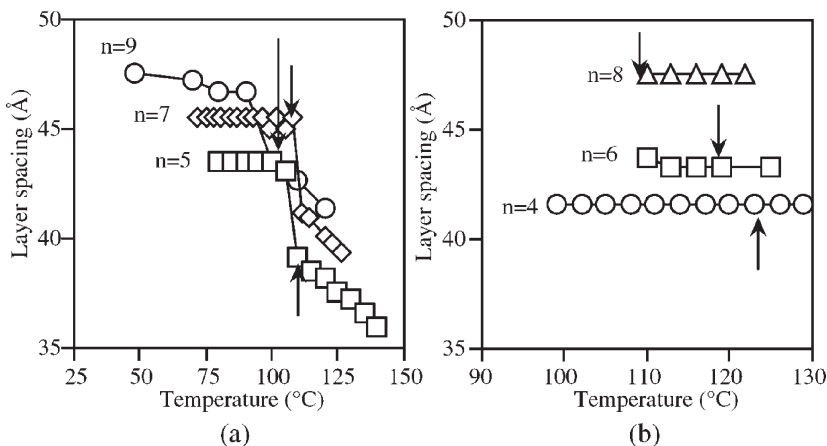 50
45
40
35
Layer spacing (Å)
n=9
n=7
n=5
25 50 75 100 125 150
Temperature (°C)
(a)
50
45
40
35
Layer spacing (Å)
n=8
n=6
n=4
90 100 110 120 130
Temperature (°C)
(b)